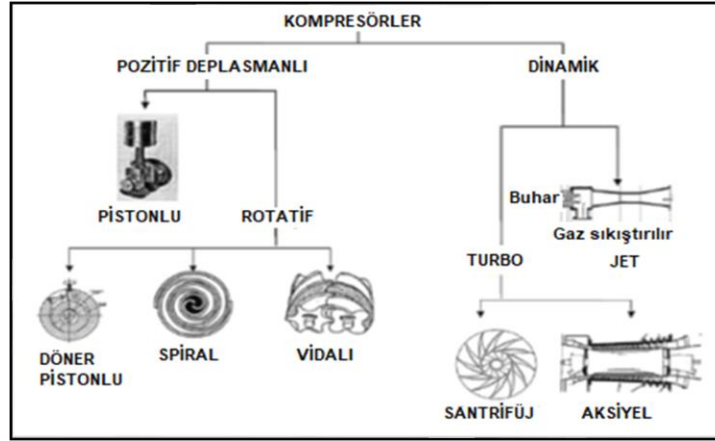 KOMPRESÖRLER
POZİTİF DEPLASMANLI
DİNAMİK
PİSTONLU
ROTATİF
Buhar
Gaz sıkıştırılır
JET
TURBO
DÖNER
PİSTONLU
SPİRAL
VİDALI
SANTRİFÜJ
AKSİYEL